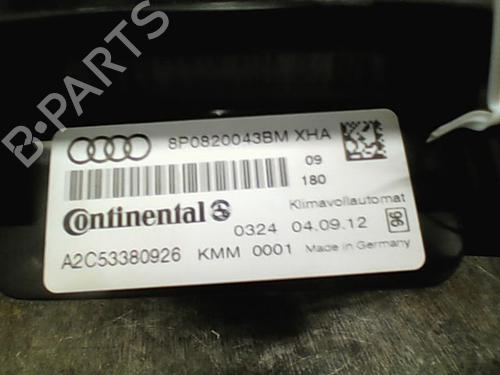 8P0820043BM XHA
09
180
Klimavollautomat
Continental
0324 04.09.12 96
A2C53380926 KMM 0001 Made in Germany
B-Parts